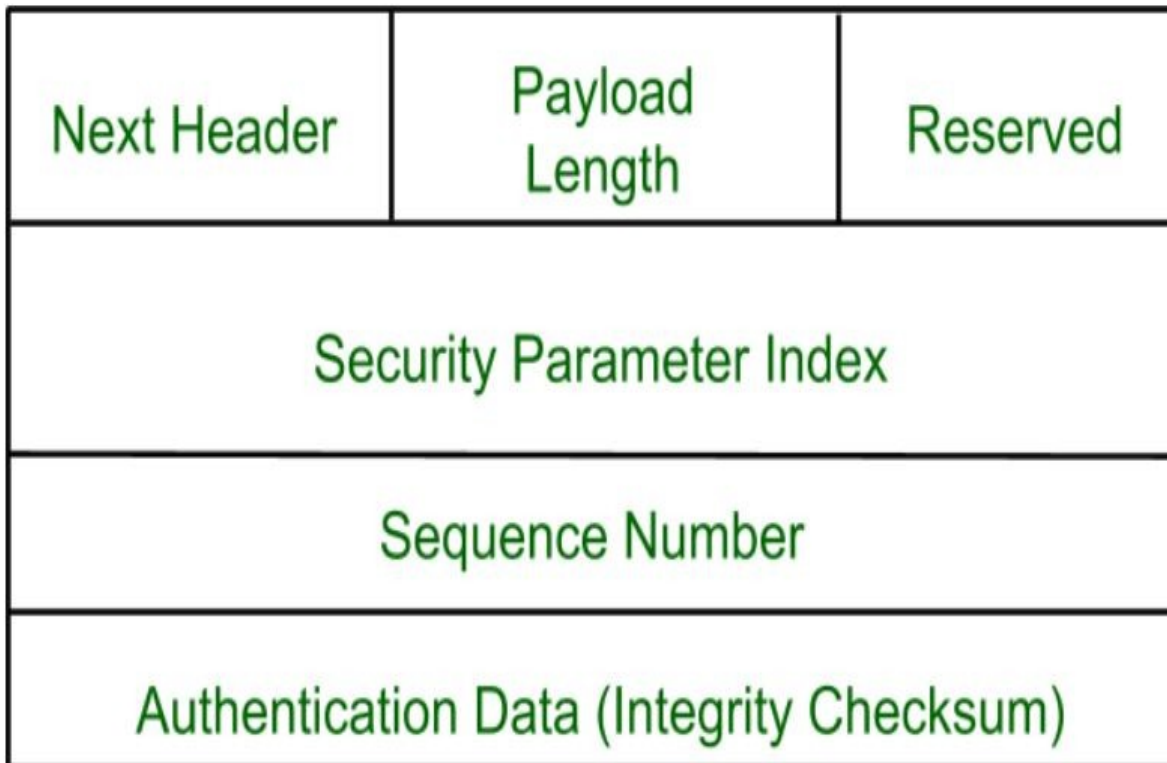 Next Header
Payload
Length
Reserved
Security Parameter Index
Sequence Number
Authentication Data (Integrity Checksum)